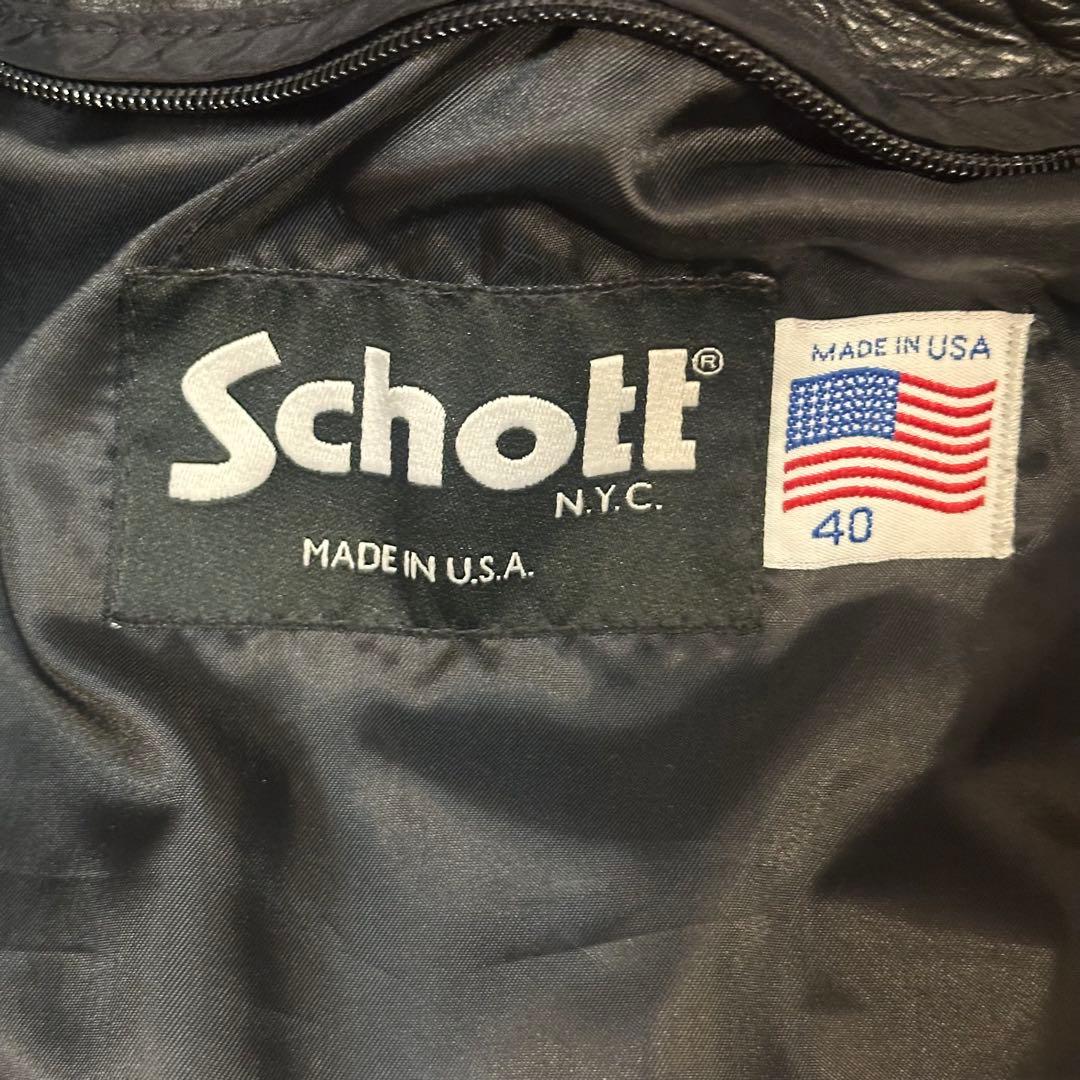 Schott®
N.Y.C.
MADE IN U.S.A.
MADE IN USA
40